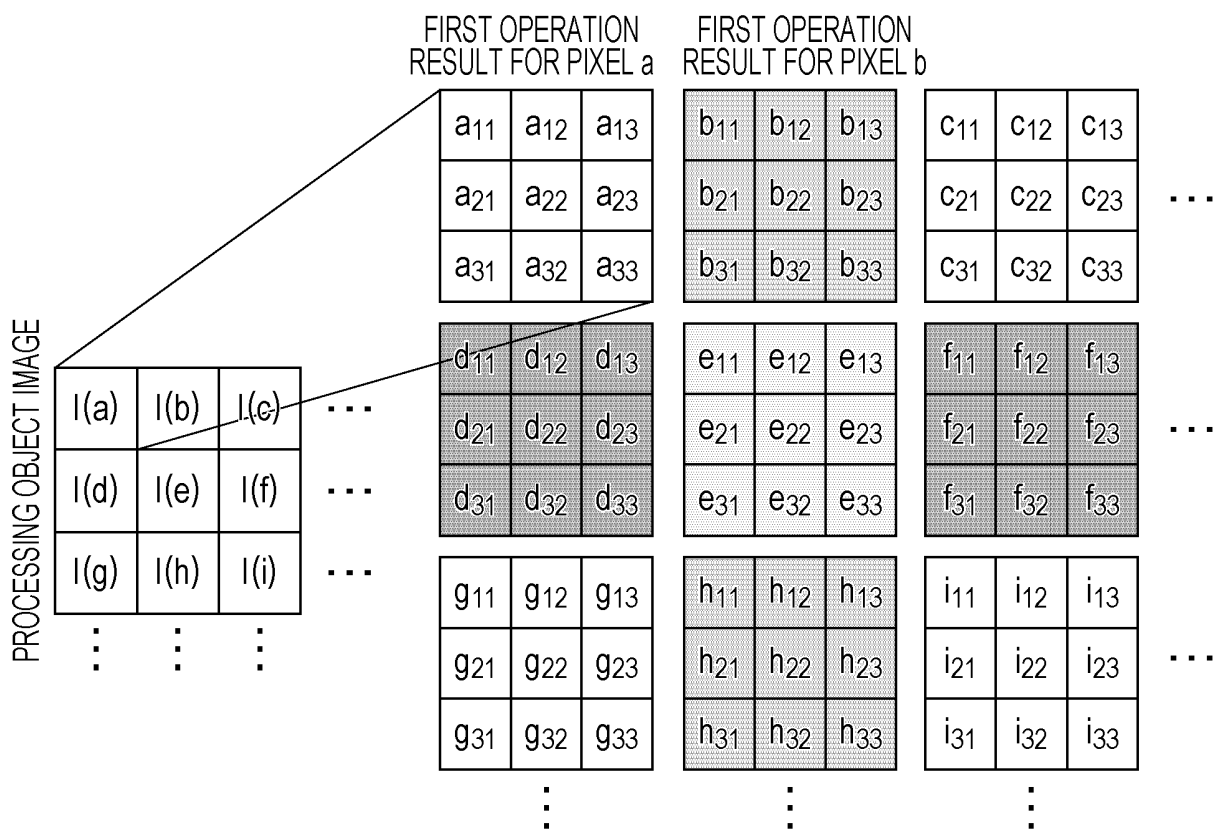 FIRST OPERATION
RESULT FOR PIXEL a
FIRST OPERATION
RESULT FOR PIXEL b
a11 a12 a13
a21 a22 a23
a31 a32 a33
b11 b12 b13
b21 b22 b23
b31 b32 b33
c11 c12 c13
c21 c22 c23 ...
c31 c32 c33
PROCESSING OBJECT IMAGE
I(a) I(b) I(c) ...
I(d) I(e) I(f) ...
I(g) I(h) I(i) ...
d11 d12 d13
d21 d22 d23
d31 d32 d33
e11 e12 e13
e21 e22 e23
e31 e32 e33
f11 f12 f13
f21 f22 f23 ...
f31 f32 f33
g11 g12 g13
g21 g22 g23
g31 g32 g33
h11 h12 h13
h21 h22 h23
h31 h32 h33
i11 i12 i13
i21 i22 i23 ...
i31 i32 i33